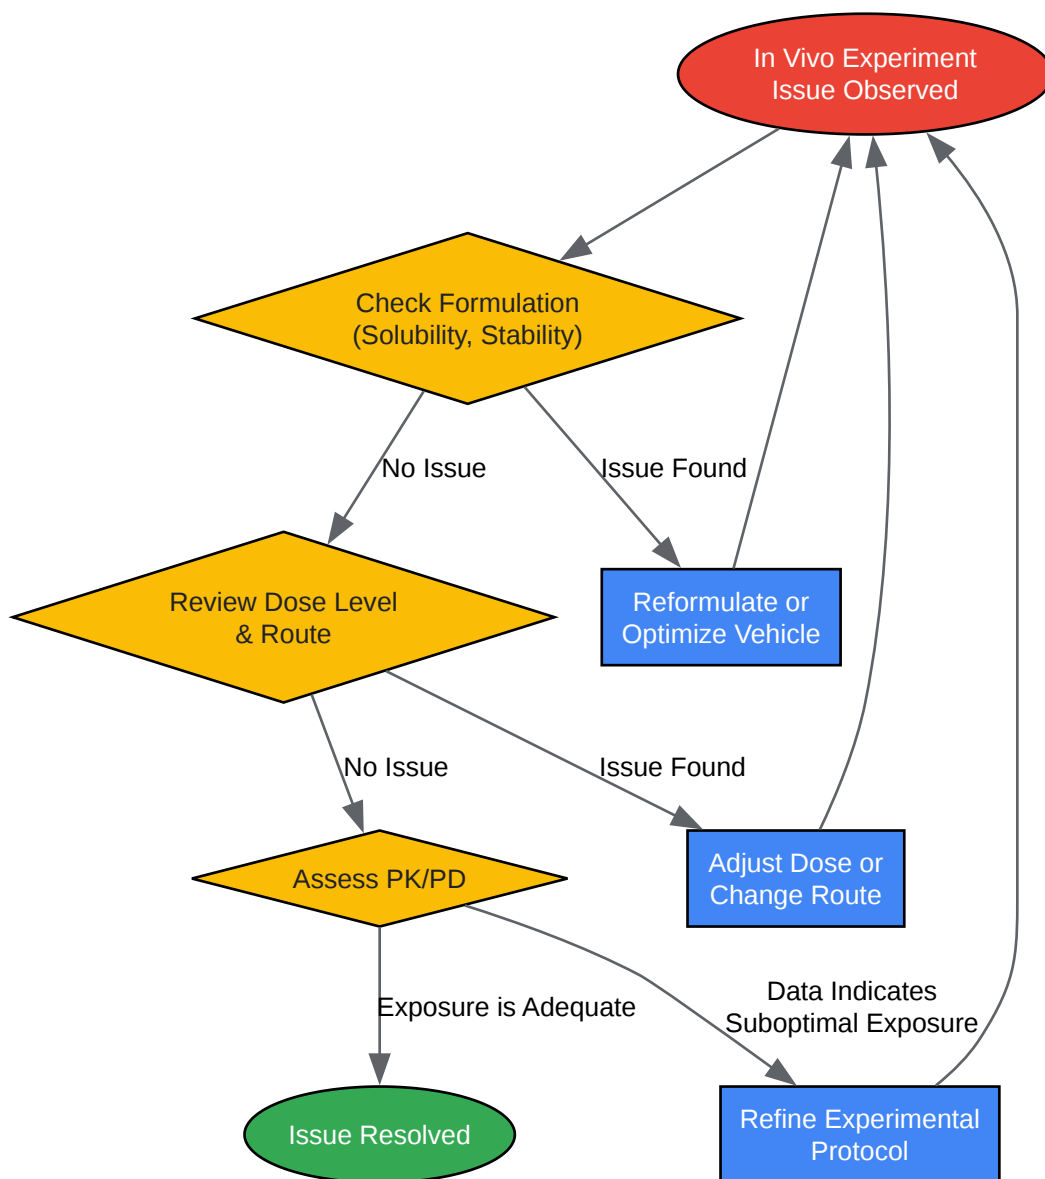 In Vivo Experiment
Issue Observed
Check Formulation
(Solubility, Stability)
No Issue
Issue Found
Review Dose Level
& Route
Reformulate or
Optimize Vehicle
No Issue
Issue Found
Assess PK/PD
Adjust Dose or
Change Route
Exposure is Adequate
Data Indicates
Suboptimal Exposure
Issue Resolved
Refine Experimental
Protocol